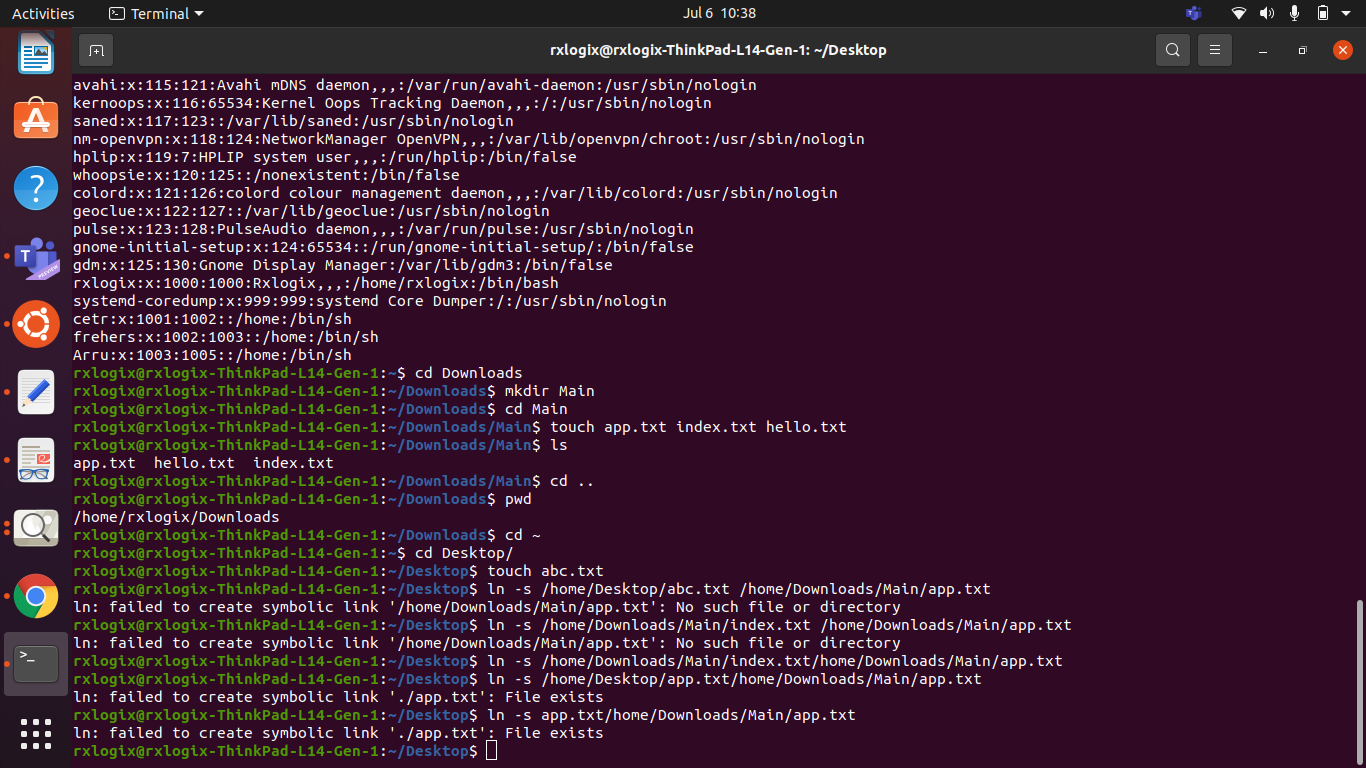 Activities
Terminal
Jul 6 10:38
rxlogix@rxlogix-ThinkPad-L14-Gen-1: ~/Desktop
avahi:x:115:121:Avahi mDNS daemon,,,:/var/run/avahi-daemon:/usr/sbin/nologin
kernoops:x:116:65534:Kernel Oops Tracking Daemon,,,:/:/usr/sbin/nologin
saned:x:117:123::/var/lib/saned:/usr/sbin/nologin
nm-openvpn:x:118:124:NetworkManager OpenVPN,,,:/var/lib/openvpn/chroot:/usr/sbin/nologin
hplip:x:119:7:HPLIP system user,,,:/run/hplip:/bin/false
whoopsie:x:120:125::/nonexistent:/bin/false
colord:x:121:126:colord colour management daemon,,,:/var/lib/colord:/usr/sbin/nologin
geoclue:x:122:127::/var/lib/geoclue:/usr/sbin/nologin
pulse:x:123:128:PulseAudio daemon,,,:/var/run/pulse:/usr/sbin/nologin
gnome-initial-setup:x:124:65534::/run/gnome-initial-setup/:/bin/false
gdm:x:125:130:Gnome Display Manager:/var/lib/gdm3:/bin/false
rxlogix:x:1000:1000:Rxlogix,,,:/home/rxlogix:/bin/bash
systemd-coredump:x:999:999:systemd Core Dumper:/:/usr/sbin/nologin
cetr:x:1001:1002::/home:/bin/sh
frehers:x:1002:1003::/home:/bin/sh
Arru:x:1003:1005::/home:/bin/sh
rxlogix@rxlogix-ThinkPad-L14-Gen-1:~$ cd Downloads
rxlogix@rxlogix-ThinkPad-L14-Gen-1:~/Downloads$ mkdir Main
rxlogix@rxlogix-ThinkPad-L14-Gen-1:~/Downloads$ cd Main
rxlogix@rxlogix-ThinkPad-L14-Gen-1:~/Downloads/Main$ touch app.txt index.txt hello.txt
rxlogix@rxlogix-ThinkPad-L14-Gen-1:~/Downloads/Main$ ls
app.txt  hello.txt  index.txt
rxlogix@rxlogix-ThinkPad-L14-Gen-1:~/Downloads/Main$ cd ..
rxlogix@rxlogix-ThinkPad-L14-Gen-1:~/Downloads$ pwd
/home/rxlogix/Downloads
rxlogix@rxlogix-ThinkPad-L14-Gen-1:~/Downloads$ cd ~
rxlogix@rxlogix-ThinkPad-L14-Gen-1:~$ cd Desktop/
rxlogix@rxlogix-ThinkPad-L14-Gen-1:~/Desktop$ touch abc.txt
rxlogix@rxlogix-ThinkPad-L14-Gen-1:~/Desktop$ ln -s /home/Desktop/abc.txt /home/Downloads/Main/app.txt
ln: failed to create symbolic link '/home/Downloads/Main/app.txt': No such file or directory
rxlogix@rxlogix-ThinkPad-L14-Gen-1:~/Desktop$ ln -s /home/Downloads/Main/index.txt /home/Downloads/Main/app.txt
ln: failed to create symbolic link '/home/Downloads/Main/app.txt': No such file or directory
rxlogix@rxlogix-ThinkPad-L14-Gen-1:~/Desktop$ ln -s /home/Downloads/Main/index.txt/home/Downloads/Main/app.txt
rxlogix@rxlogix-ThinkPad-L14-Gen-1:~/Desktop$ ln -s /home/Desktop/app.txt/home/Downloads/Main/app.txt
ln: failed to create symbolic link './app.txt': File exists
rxlogix@rxlogix-ThinkPad-L14-Gen-1:~/Desktop$ ln -s app.txt/home/Downloads/Main/app.txt
ln: failed to create symbolic link './app.txt': File exists
rxlogix@rxlogix-ThinkPad-L14-Gen-1:~/Desktop$